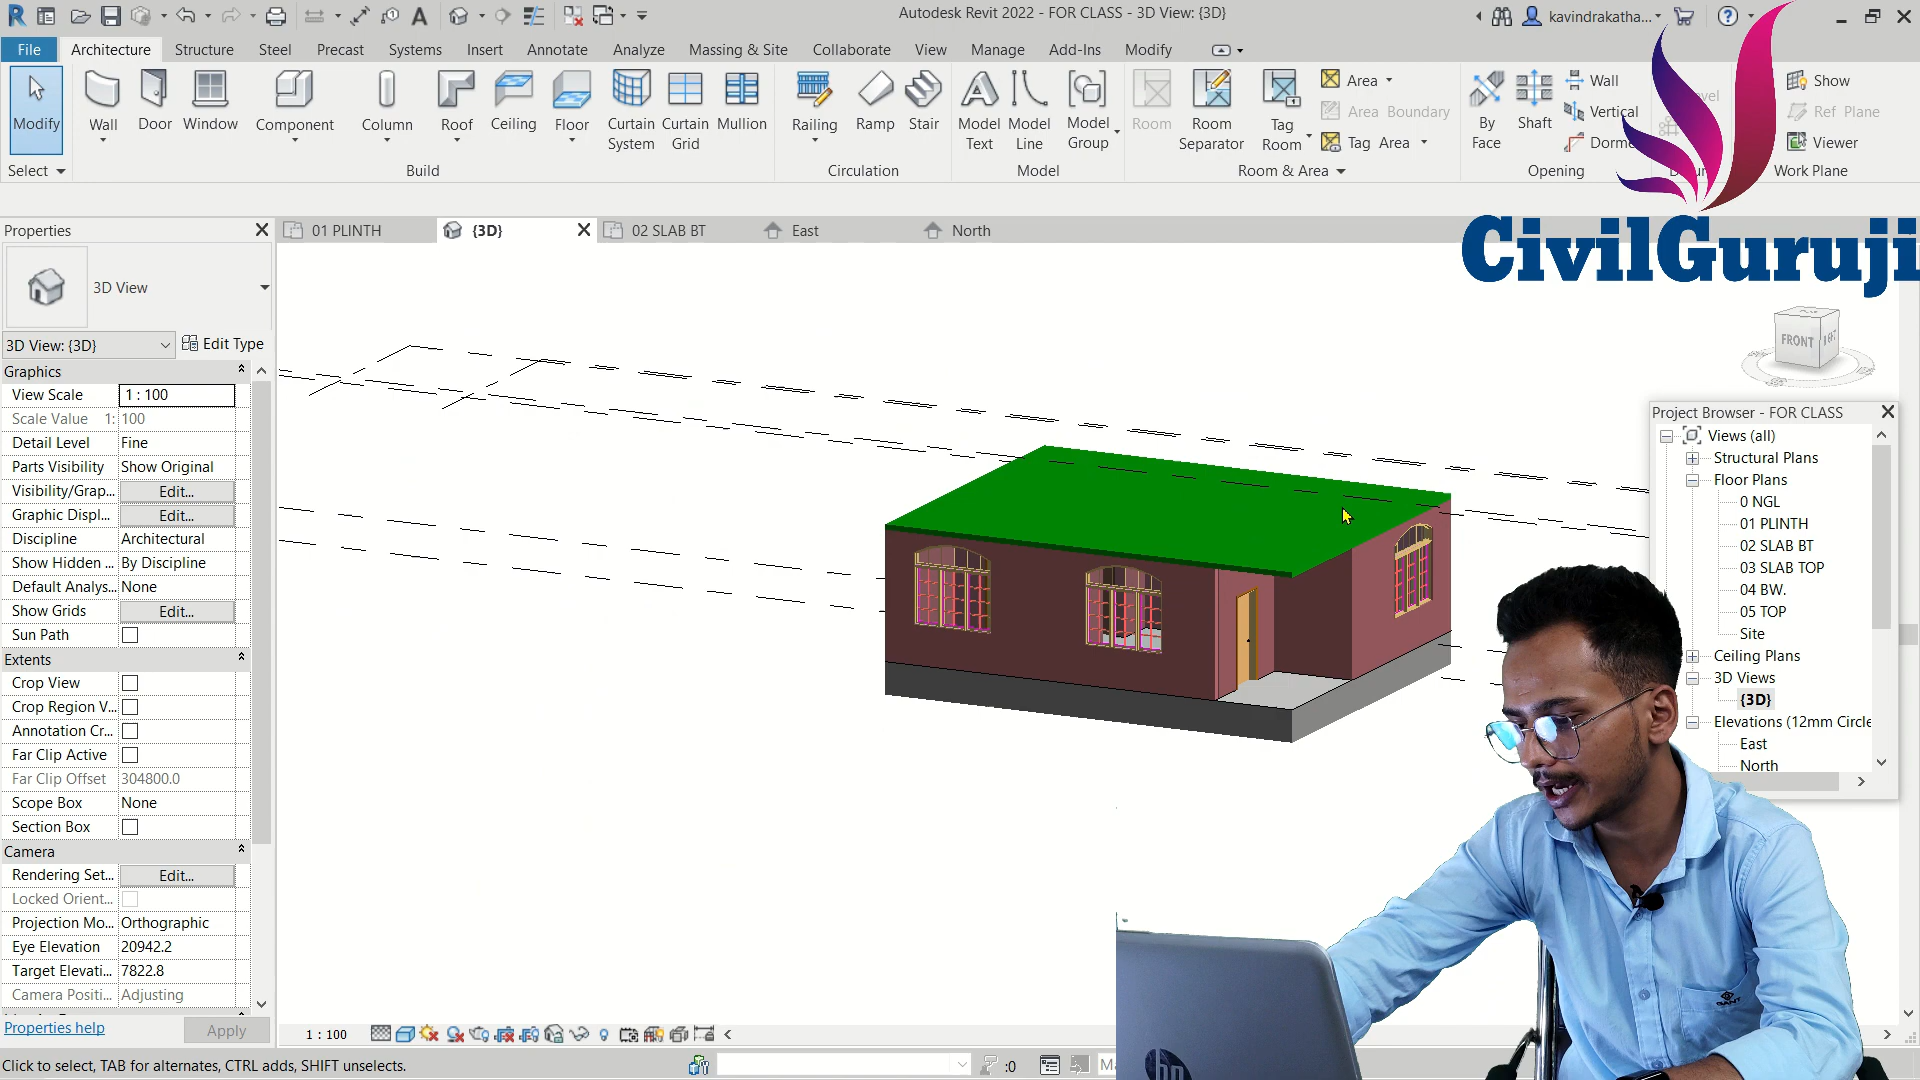 Autodesk Revit 2022 - FOR CLASS - 3D View: {3D}
kavindrakatha...
File Architecture Structure Steel Precast Systems Insert Annotate Analyze Massing & Site Collaborate View Manage Add-Ins Modify
Modify
Wall
Door
Window
Component
Column
Roof
Ceiling
Floor
Curtain System
Curtain Grid
Mullion
Railing
Ramp
Stair
Model Text
Model Line
Model Group
Room
Room Separator
Tag Room
Area
Area Boundary
Tag Area
By Face
Shaft
Wall
Vertical
Show
Ref Plane
Viewer
Select
Build
Circulation
Model
Room & Area
Opening
Work Plane
CivilGuruji
Properties
01 PLINTH
{3D}
02 SLAB BT
East
North
3D View
3D View: {3D}
Edit Type
Graphics
View Scale 1 : 100
Scale Value 1: 100
Detail Level Fine
Parts Visibility Show Original
Visibility/Grap... Edit...
Graphic Displ... Edit...
Discipline Architectural
Show Hidden ... By Discipline
Default Analys... None
Show Grids Edit...
Sun Path
Extents
Crop View
Crop Region V...
Annotation Cr...
Far Clip Active
Far Clip Offset 304800.0
Scope Box None
Section Box
Camera
Rendering Set... Edit...
Locked Orient...
Projection Mo... Orthographic
Eye Elevation 20942.2
Target Elevati... 7822.8
Camera Positi... Adjusting
Properties help
Apply
FRONT
LEFT
Project Browser - FOR CLASS
Views (all)
Structural Plans
Floor Plans
0 NGL
01 PLINTH
02 SLAB BT
03 SLAB TOP
04 BW.
05 TOP
Site
Ceiling Plans
3D Views
{3D}
Elevations (12mm Circle
East
North
1 : 100
Click to select, TAB for alternates, CTRL adds, SHIFT unselects.
:0
hp